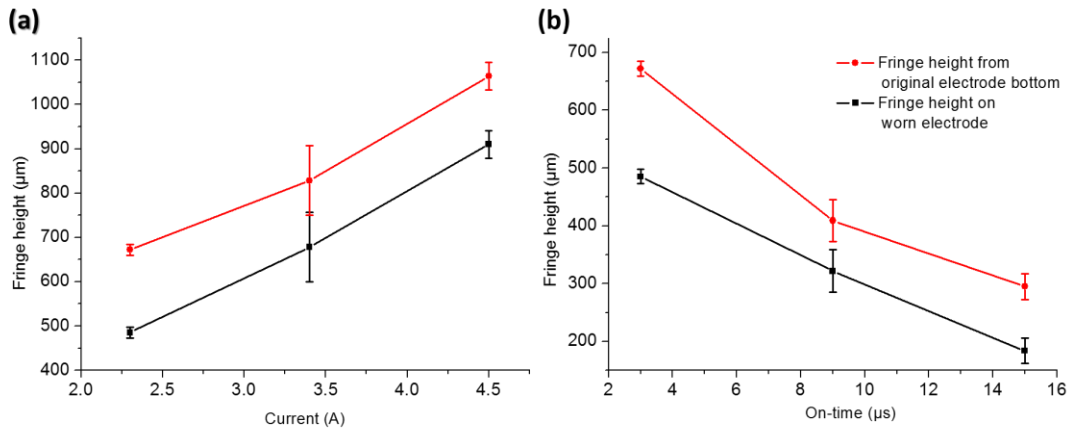 (a)
1100
1000
900
800
700
600
500
400
Fringe height (µm)
2.0 2.5 3.0 3.5 4.0 4.5
Current (A)
(b)
700
600
500
400
300
200
Fringe height (µm)
2 4 6 8 10 12 14 16
On-time (µs)
Fringe height from
original electrode bottom
Fringe height on
worn electrode